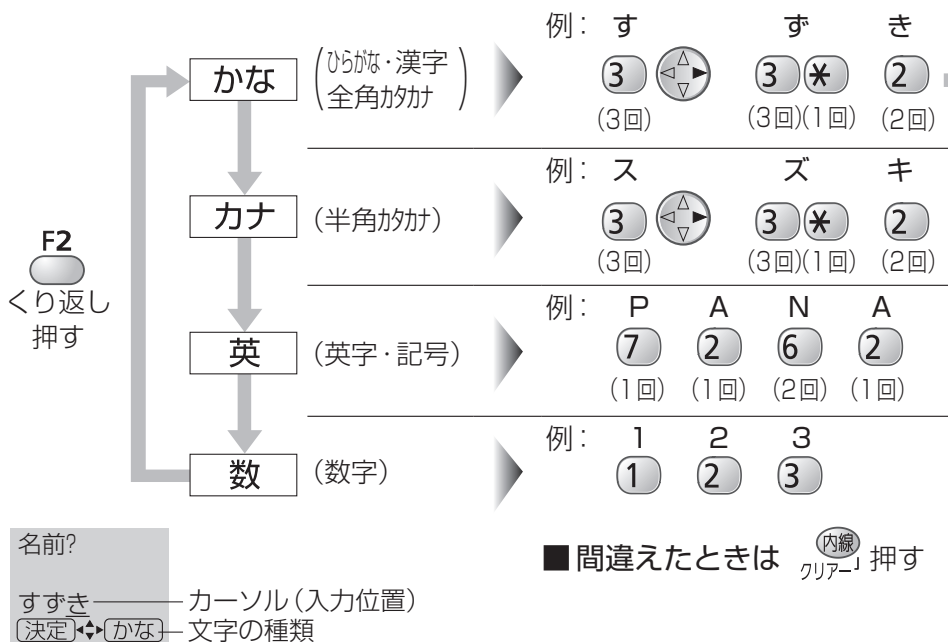 例： す ず き
かな (ひらがな・漢字 全角カタカナ) 3 3 * 2
(3回) (3回)(1回) (2回)
例： ス ズ キ
カナ (半角カタカナ) 3 3 * 2
(3回) (3回)(1回) (2回)
F2
くり返し
押す
例： P A N A
英 (英字・記号) 7 2 6 2
(1回) (1回) (2回) (1回)
例： 1 2 3
数 (数字) 1 2 3
名前?
すずき カーソル（入力位置）
決定 かな 文字の種類
■間違えたときは 内線 クリアー 押す